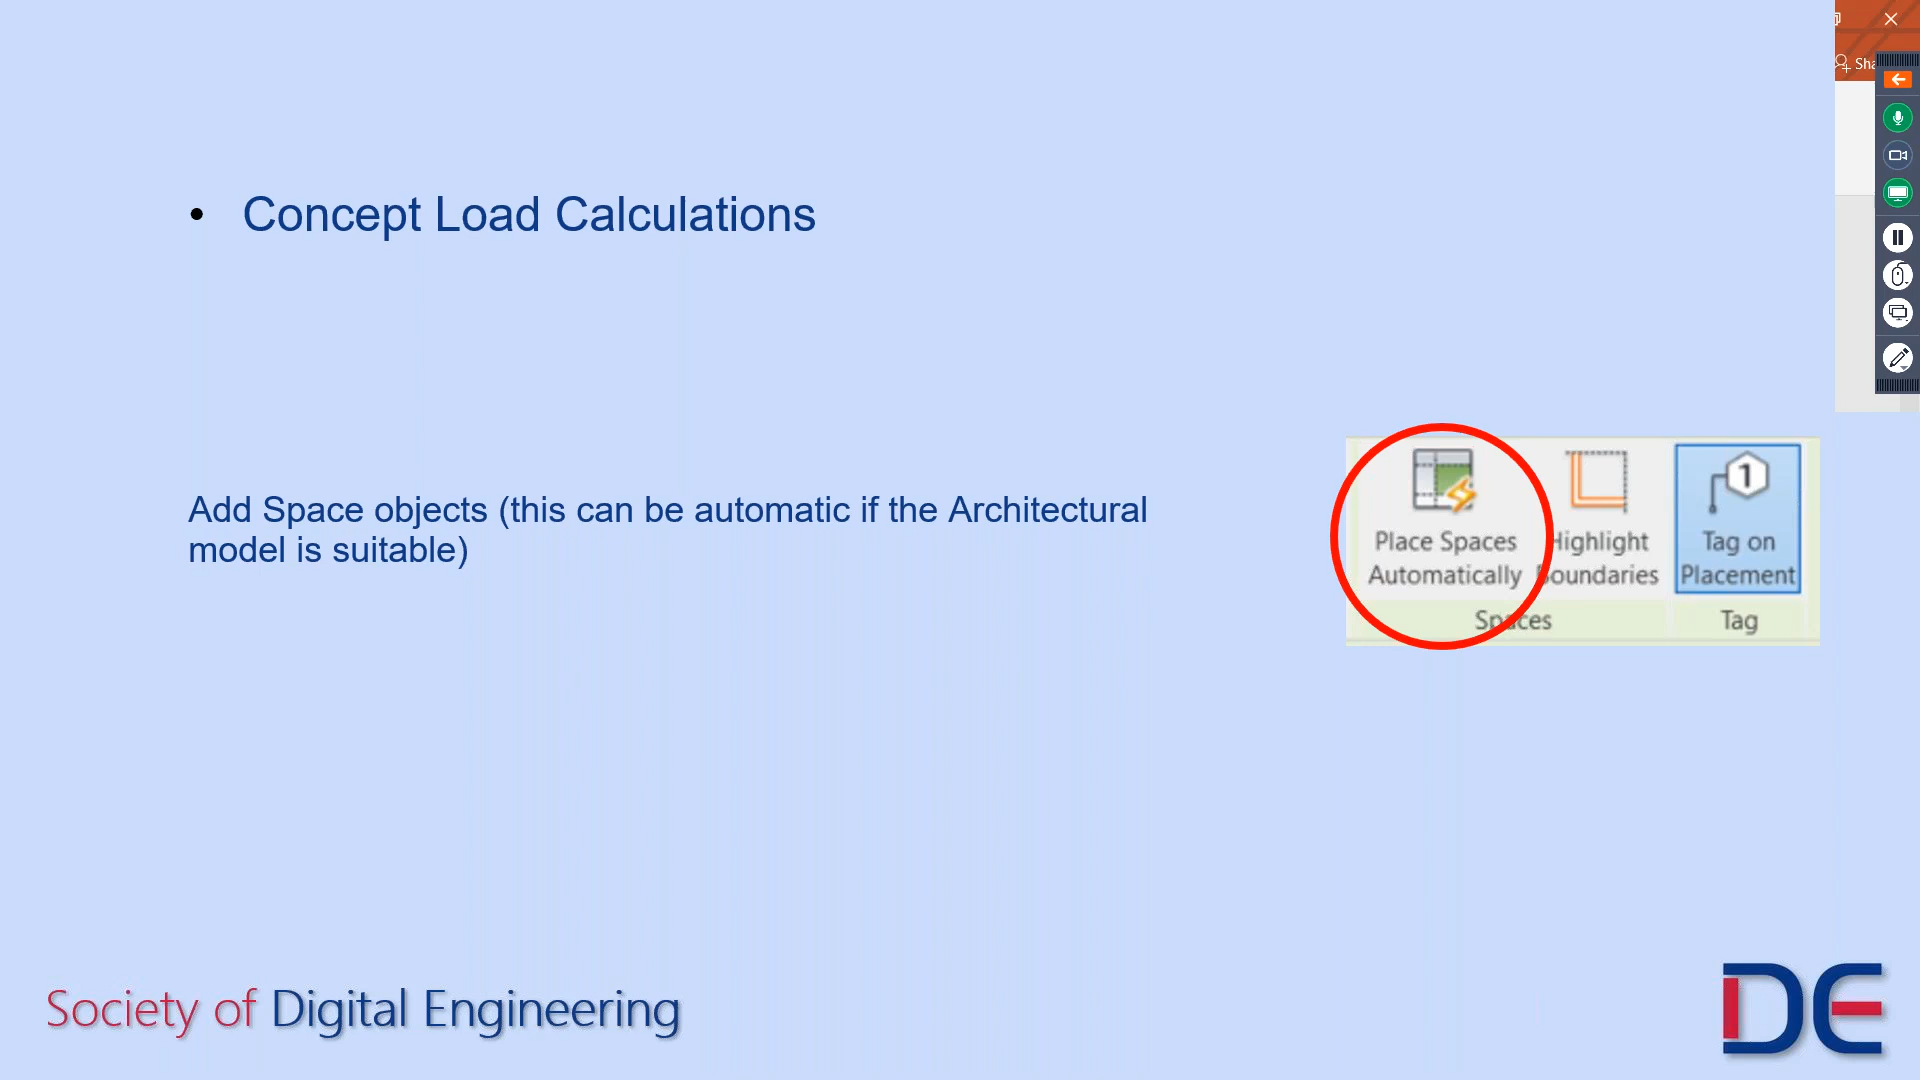 • Concept Load Calculations
Add Space objects (this can be automatic if the Architectural
model is suitable)
Place Spaces
Automatically
Highlight
Boundaries
1
Tag on
Placement
Spaces
Tag
Society of Digital Engineering
DE